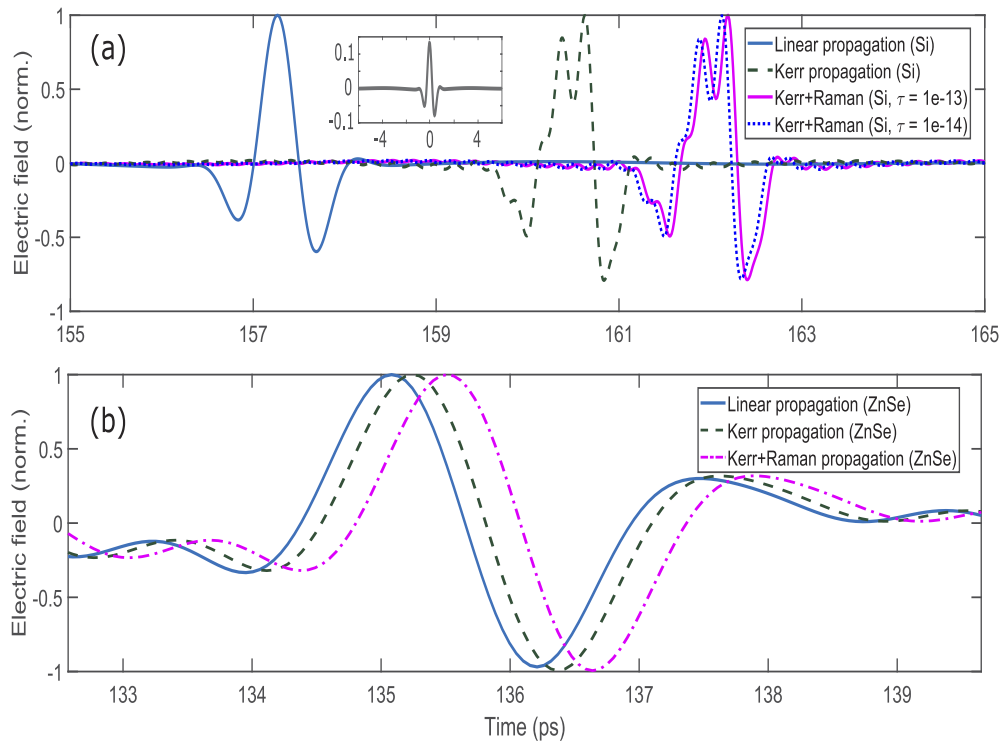 (a)
Electric field (norm.)
1
0.5
0
-0.5
-1
0.1
0
-0.1
-4
0
4
Linear propagation (Si)
Kerr propagation (Si)
Kerr+Raman (Si, τ = 1e-13)
Kerr+Raman (Si, τ = 1e-14)
155
157
159
161
163
165
(b)
Electric field (norm.)
1
0.5
0
-0.5
-1
Linear propagation (ZnSe)
Kerr propagation (ZnSe)
Kerr+Raman propagation (ZnSe)
133
134
135
136
137
138
139
Time (ps)